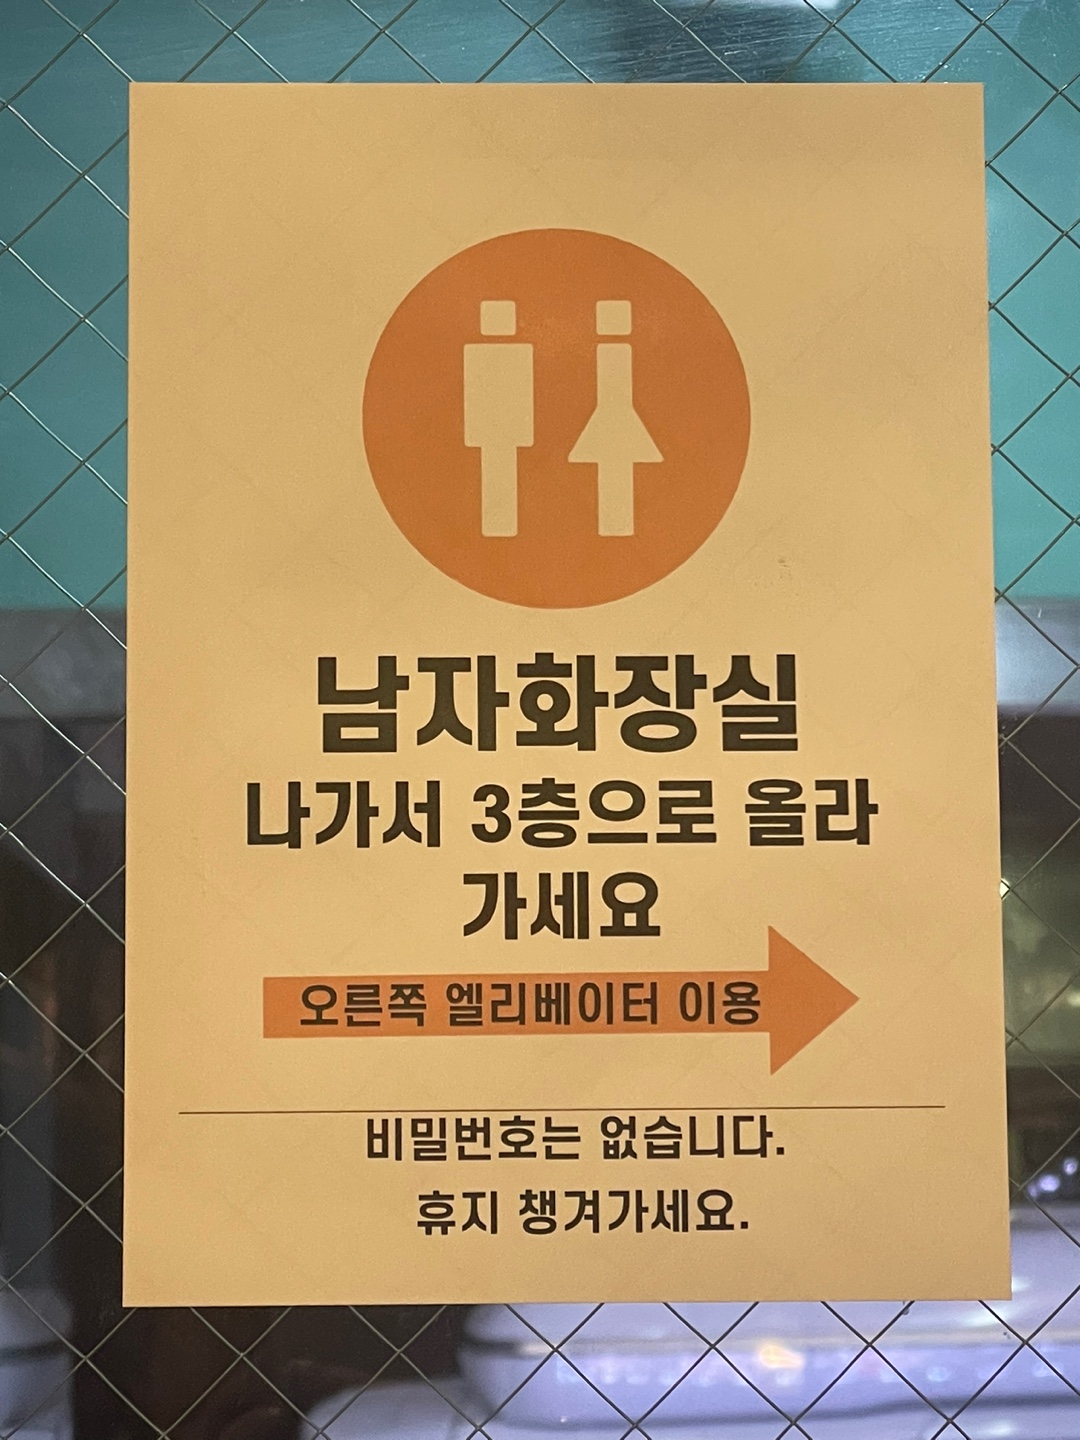 남자화장실
나가서 3층으로 올라
가세요
오른쪽 엘리베이터 이용
비밀번호는 없습니다.
휴지 챙겨가세요.